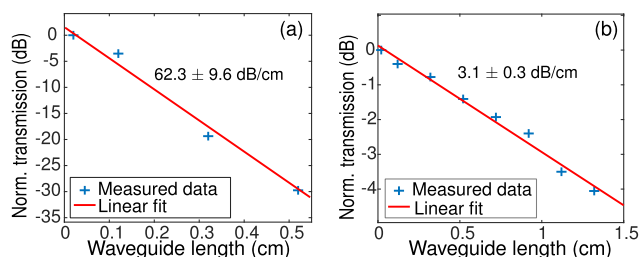 (a)
62.3 ± 9.6 dB/cm
Norm. transmission (dB)
0
-5
-10
-15
-20
-25
-30
-35
Measured data
Linear fit
0 0.1 0.2 0.3 0.4 0.5
Waveguide length (cm)
(b)
3.1 ± 0.3 dB/cm
Norm. transmission (dB)
0
-1
-2
-3
-4
Measured data
Linear fit
0 0.5 1 1.5
Waveguide length (cm)